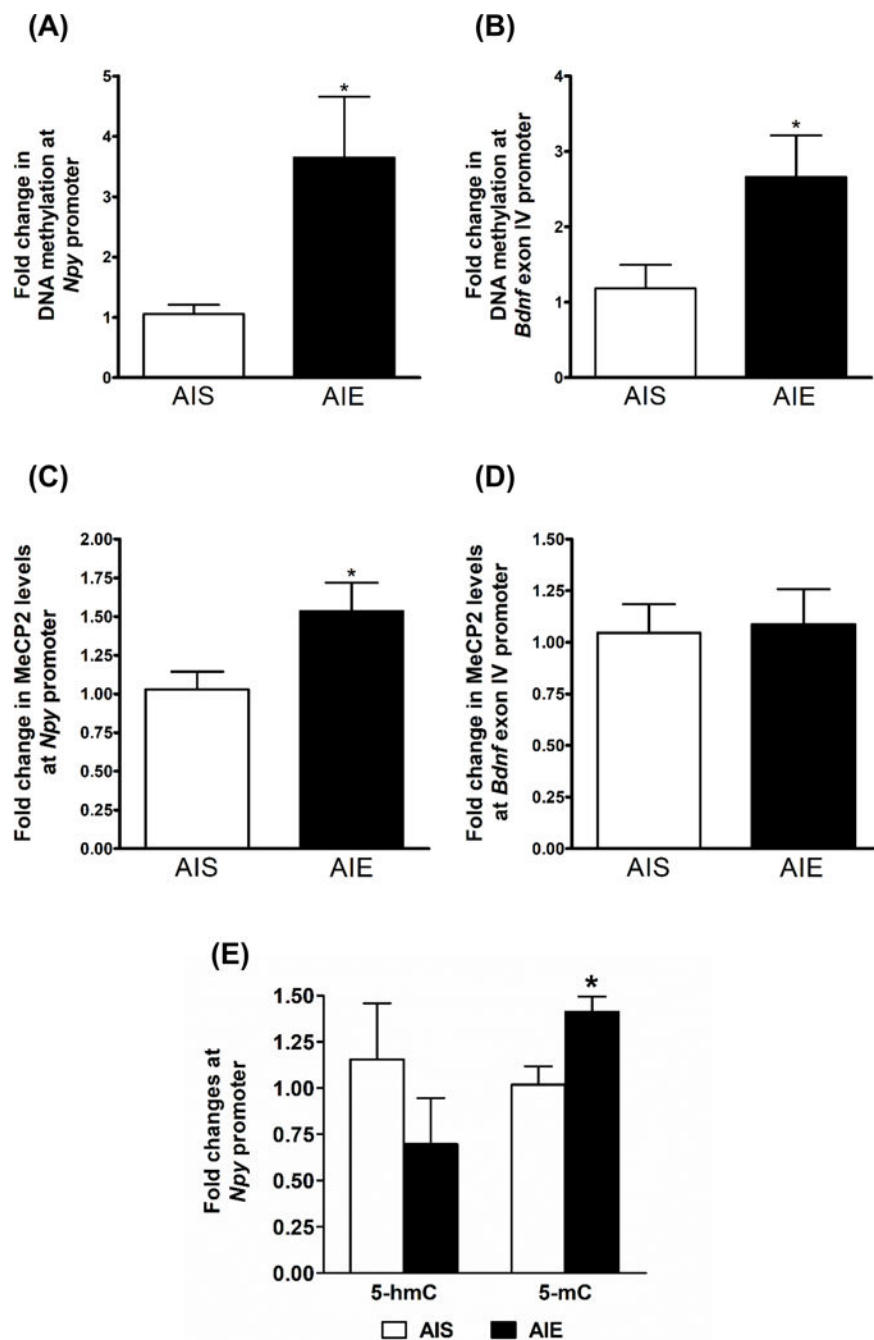 (A)
Fold change in
DNA methylation at
Npy promoter
5
4
3
2
1
0
*
AIS
AIE
(B)
Fold change in
DNA methylation at
Bdnf exon IV promoter
4
3
2
1
0
*
AIS
AIE
(C)
Fold change in MeCP2 levels
at Npy promoter
2.00
1.75
1.50
1.25
1.00
0.75
0.50
0.25
0.00
*
AIS
AIE
(D)
Fold change in MeCP2 levels
at Bdnf exon IV promoter
1.50
1.25
1.00
0.75
0.50
0.25
0.00
AIS
AIE
(E)
Fold changes at
Npy promoter
1.50
1.25
1.00
0.75
0.50
0.25
0.00
*
5-hmC
5-mC
AIS
AIE